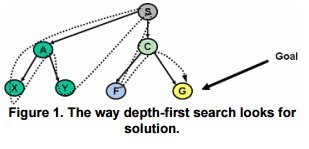 S
A
C
Goal
X
Y
F
G
Figure 1. The way depth-first search looks for
solution.